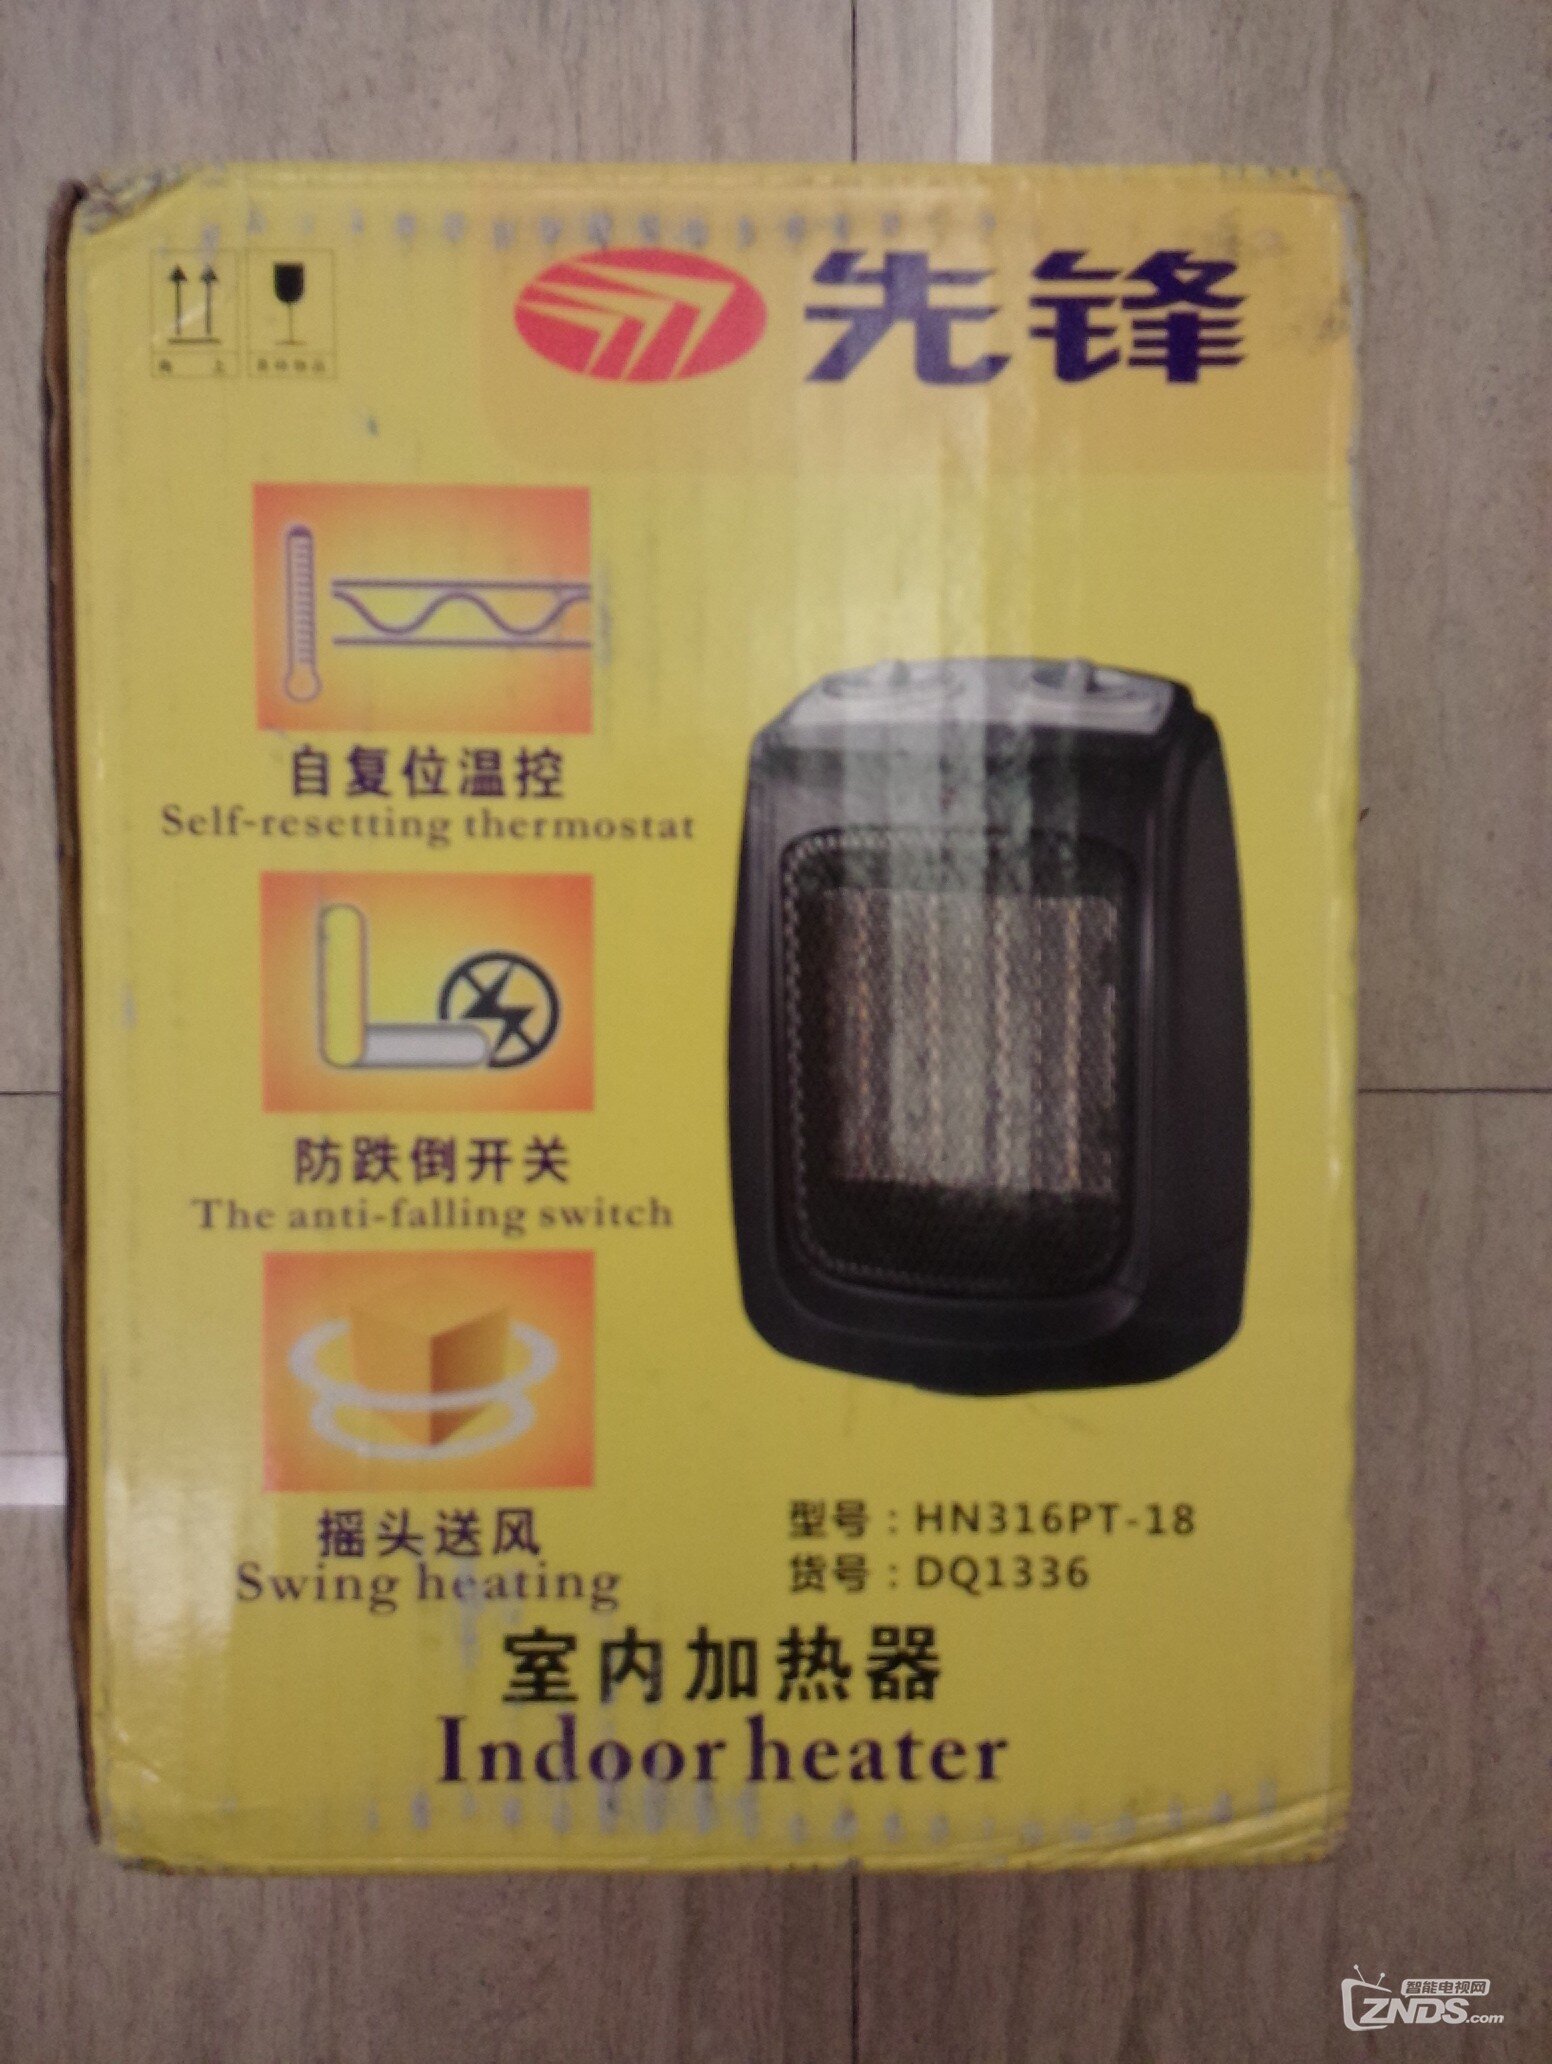 向上
先锋
自复位温控
Self-resetting thermostat
防跌倒开关
The anti-falling switch
摇头送风
Swing heating
型号：HN316PT-18
货号：DQ1336
室内加热器
Indoor heater
智能电视网
ZNDS.com